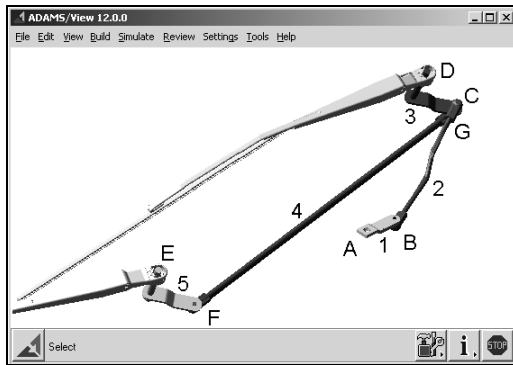 ADAMS/View 12.0.0
File Edit View Build Simulate Review Settings Tools Help
D
C
3
G
4
2
A
1
B
E
5
F
Select
i
STOP